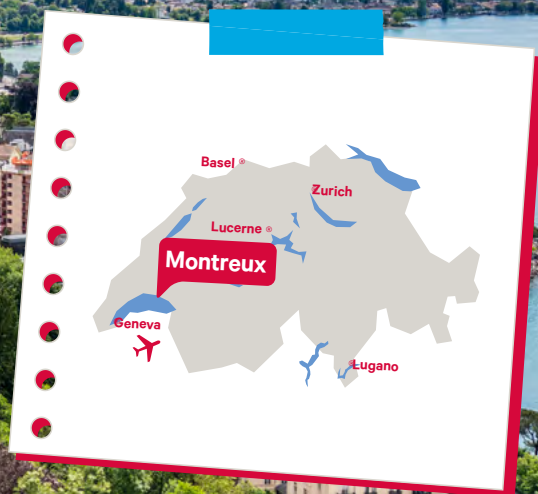 Basel
Zurich
Lucerne
Montreux
Geneva
Lugano